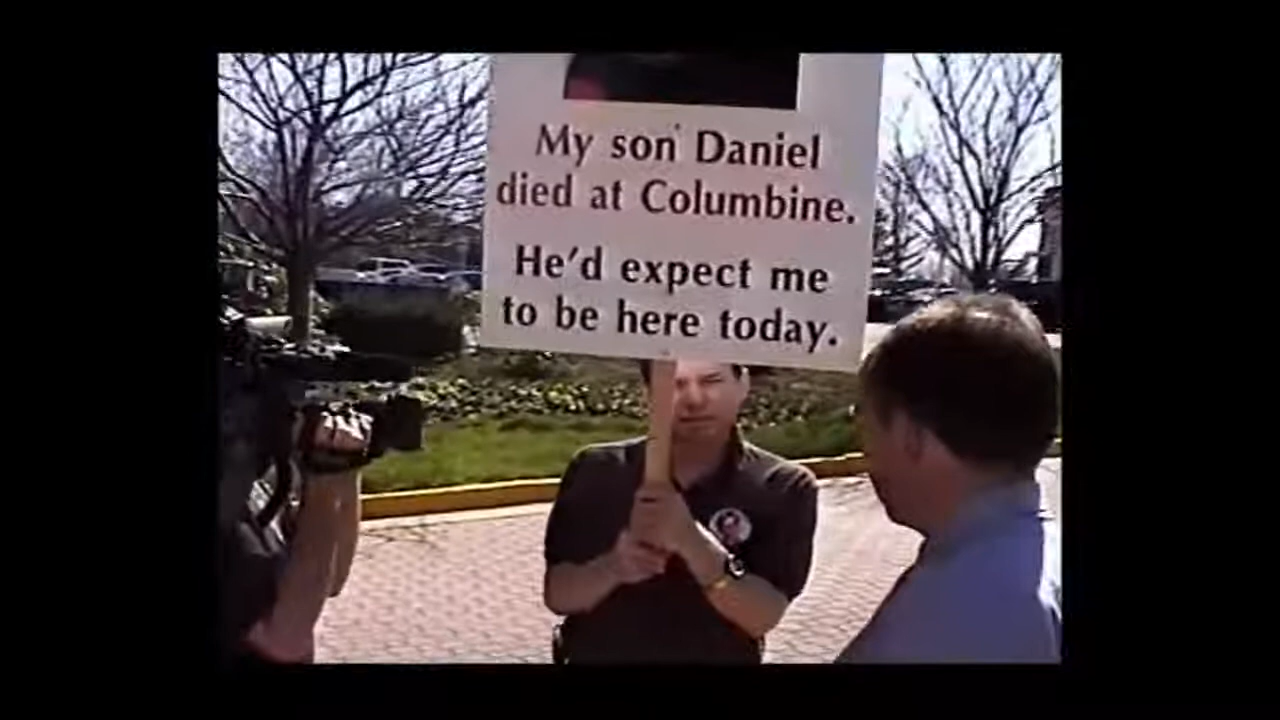 My son Daniel
died at Columbine.
He'd expect me
to be here today.